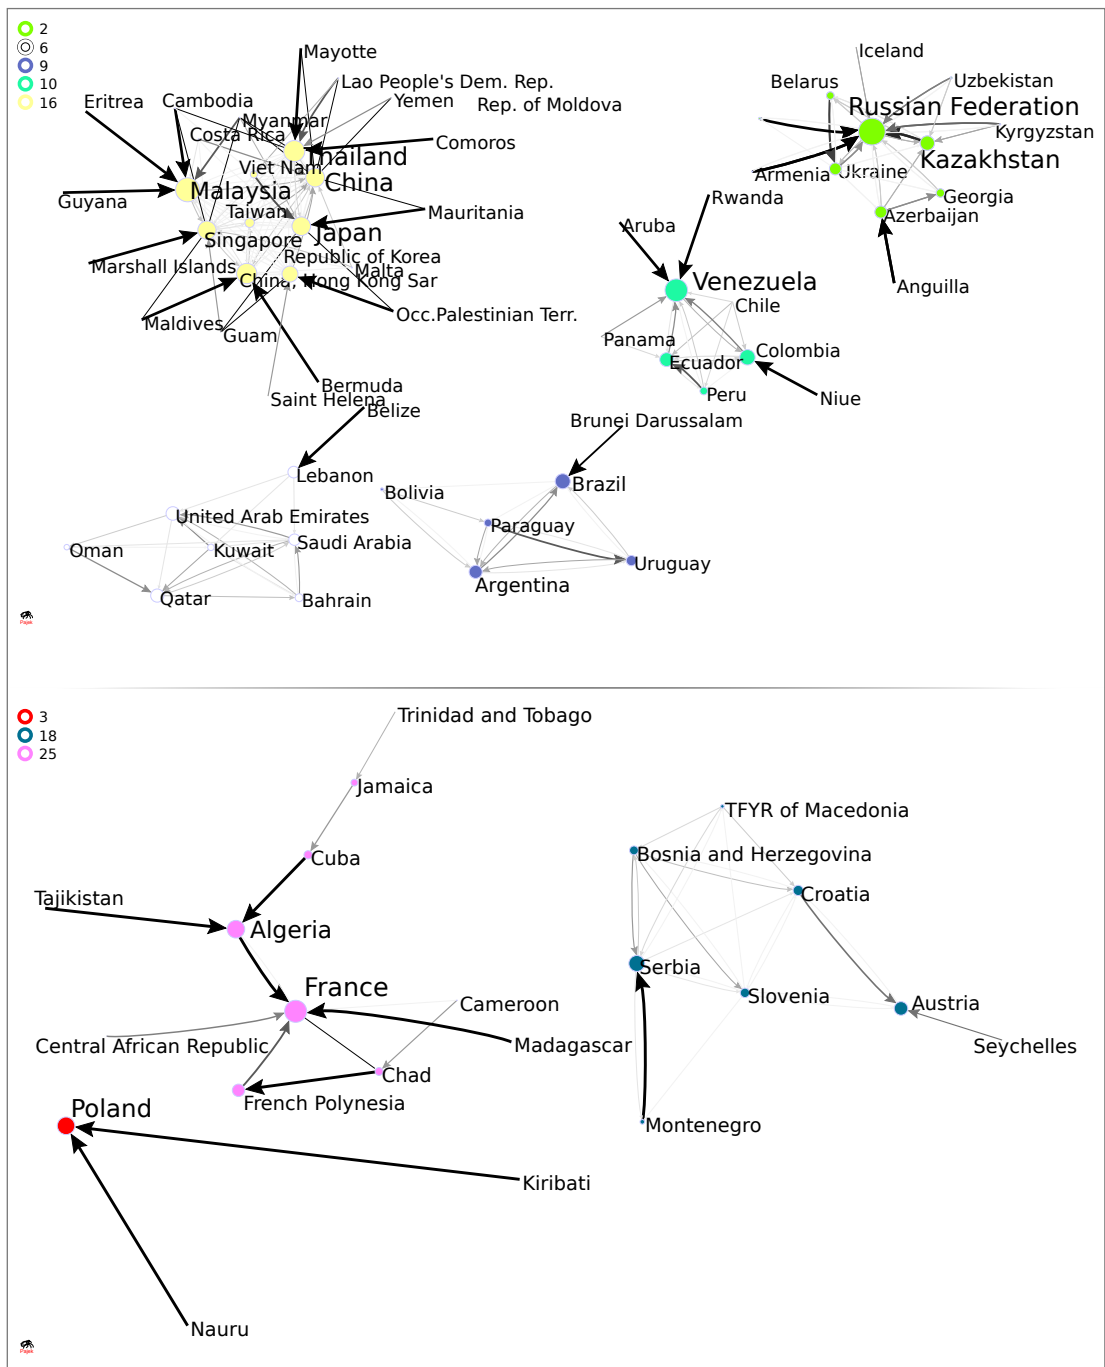 2
6
9
10
16
Mayotte
Iceland
Lao People's Dem. Rep.
Belarus
Uzbekistan
Eritrea
Cambodia
Yemen
Rep. of Moldova
Russian Federation
Myanmar
Costa Rica
Kyrgyzstan
Comoros
Thailand
Kazakhstan
Viet Nam
Armenia
Ukraine
China
Malaysia
Guyana
Rwanda
Georgia
Taiwan
Mauritania
Azerbaijan
Aruba
Japan
Singapore
Republic of Korea
Marshall Islands
Malta
China, Hong Kong Sar
Venezuela
Anguilla
Chile
Occ.Palestinian Terr.
Maldives
Guam
Panama
Colombia
Ecuador
Bermuda
Peru
Saint Helena
Niue
Belize
Brunei Darussalam
Lebanon
Brazil
Bolivia
United Arab Emirates
Paraguay
Oman
Kuwait
Saudi Arabia
Uruguay
Argentina
Qatar
Bahrain
Pajek
3
18
25
Trinidad and Tobago
Jamaica
TFYR of Macedonia
Cuba
Bosnia and Herzegovina
Tajikistan
Croatia
Algeria
Serbia
France
Slovenia
Austria
Cameroon
Central African Republic
Madagascar
Seychelles
Chad
French Polynesia
Poland
Montenegro
Kiribati
Nauru
Pajek